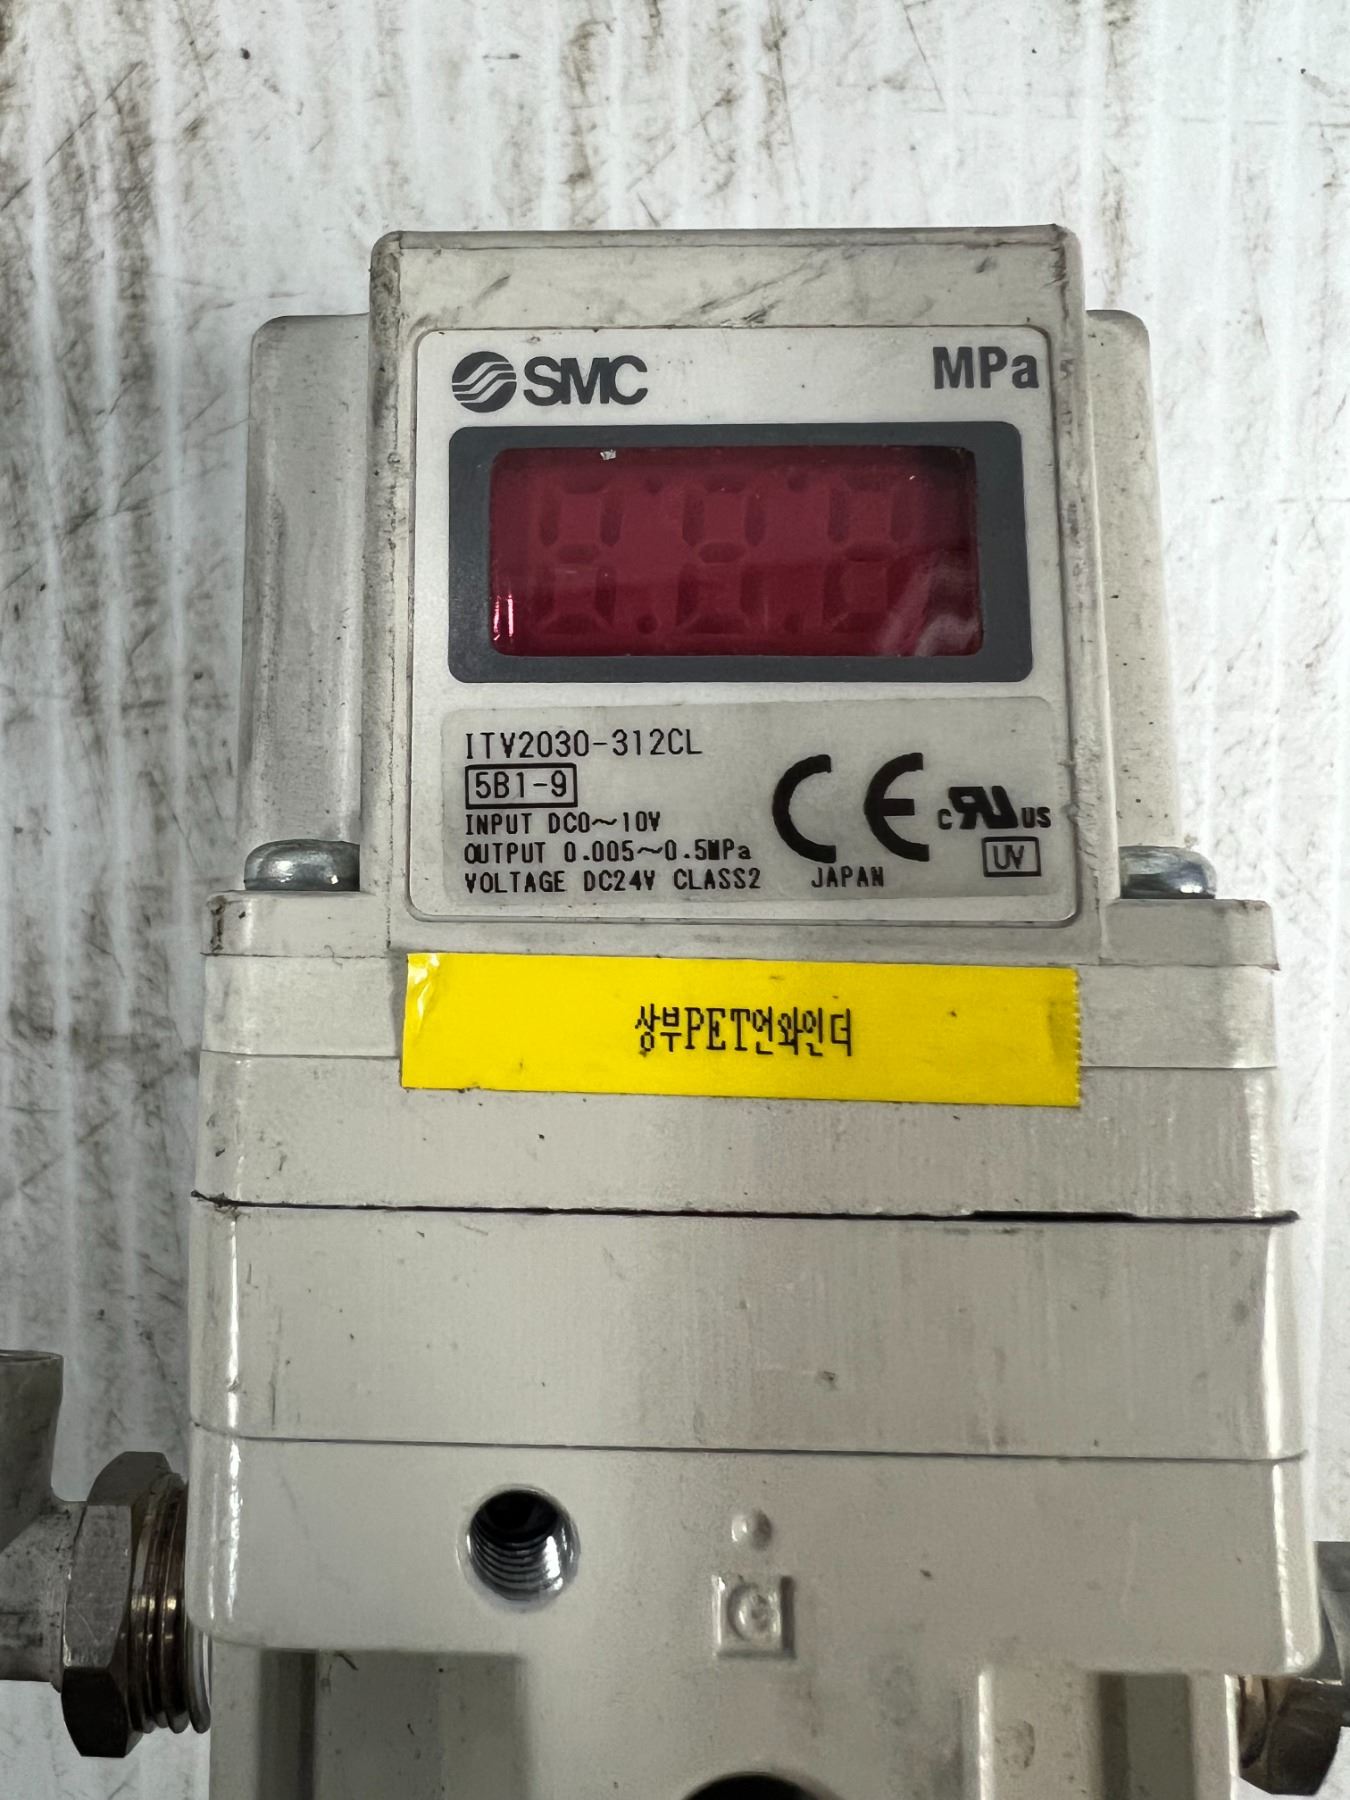 SMC
MPa
ITV2030-312CL
5B1-9
INPUT DC0~10V
OUTPUT 0.005~0.5MPa
VOLTAGE DC24V CLASS2
JAPAN
CE
c RU us
UV
상부PET언와인더
G